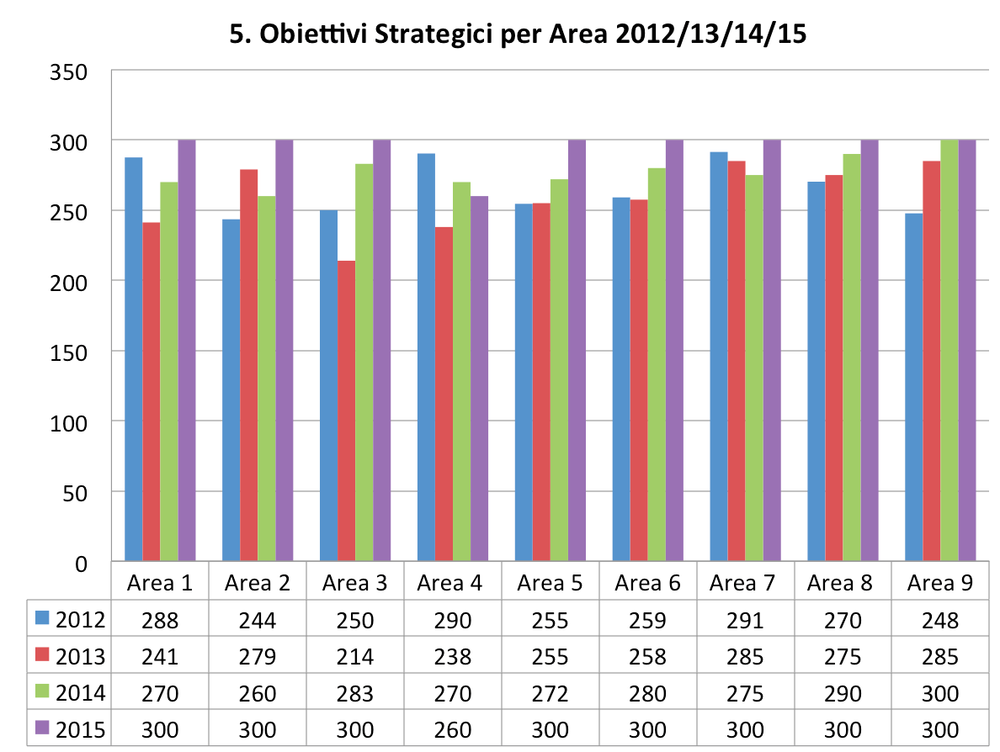 5. Obiettivi Strategici per Area 2012/13/14/15
350
300
250
200
150
100
50
0
Area 1 Area 2 Area 3 Area 4 Area 5 Area 6 Area 7 Area 8 Area 9
2012 288 244 250 290 255 259 291 270 248
2013 241 279 214 238 255 258 285 275 285
2014 270 260 283 270 272 280 275 290 300
2015 300 300 300 260 300 300 300 300 300